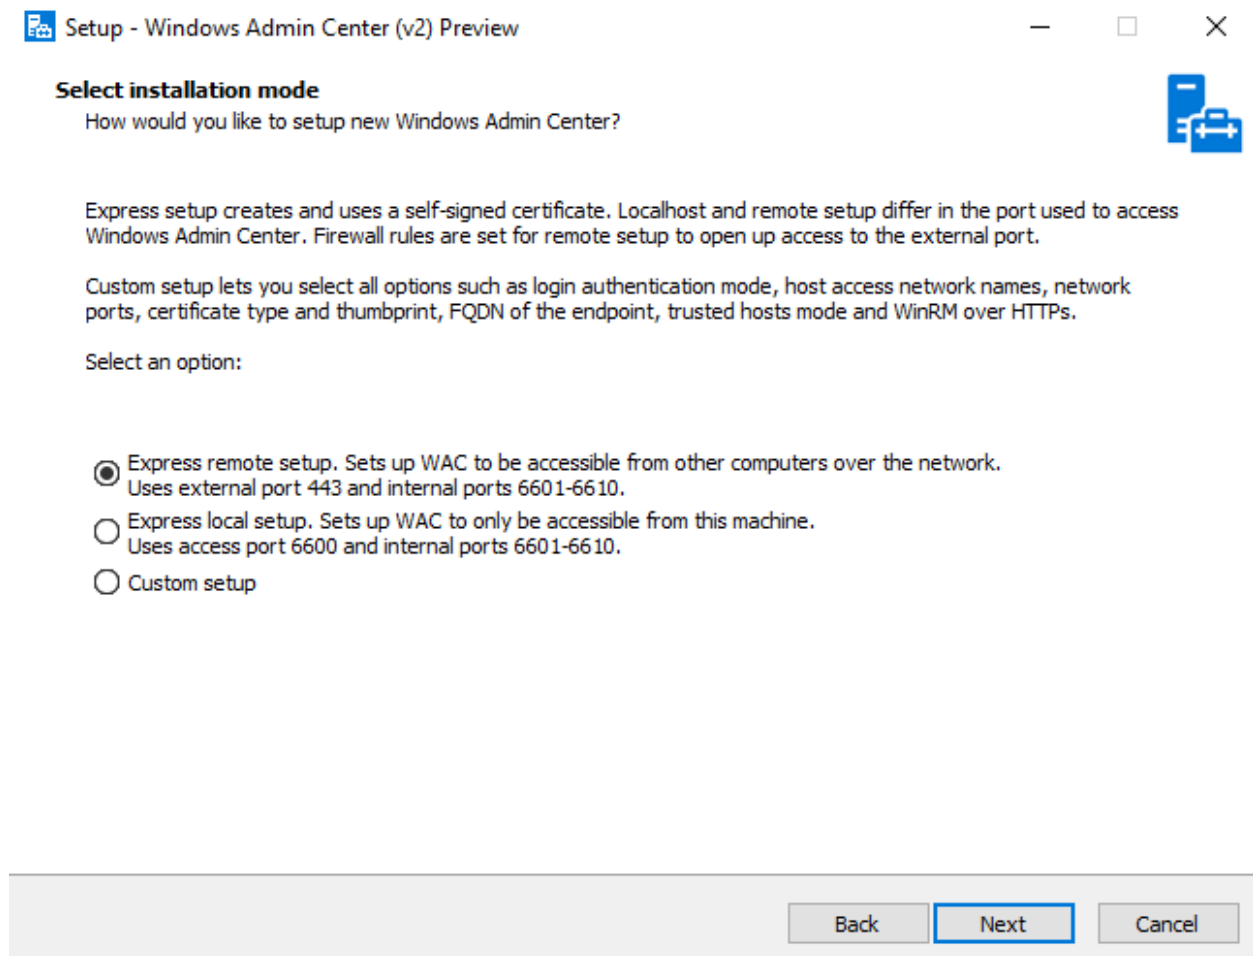 Setup - Windows Admin Center (v2) Preview
Select installation mode
How would you like to setup new Windows Admin Center?
Express setup creates and uses a self-signed certificate. Localhost and remote setup differ in the port used to access
Windows Admin Center. Firewall rules are set for remote setup to open up access to the external port.
Custom setup lets you select all options such as login authentication mode, host access network names, network
ports, certificate type and thumbprint, FQDN of the endpoint, trusted hosts mode and WinRM over HTTPs.
Select an option:
Express remote setup. Sets up WAC to be accessible from other computers over the network.
Uses external port 443 and internal ports 6601-6610.
Express local setup. Sets up WAC to only be accessible from this machine.
Uses access port 6600 and internal ports 6601-6610.
Custom setup
Back Next Cancel